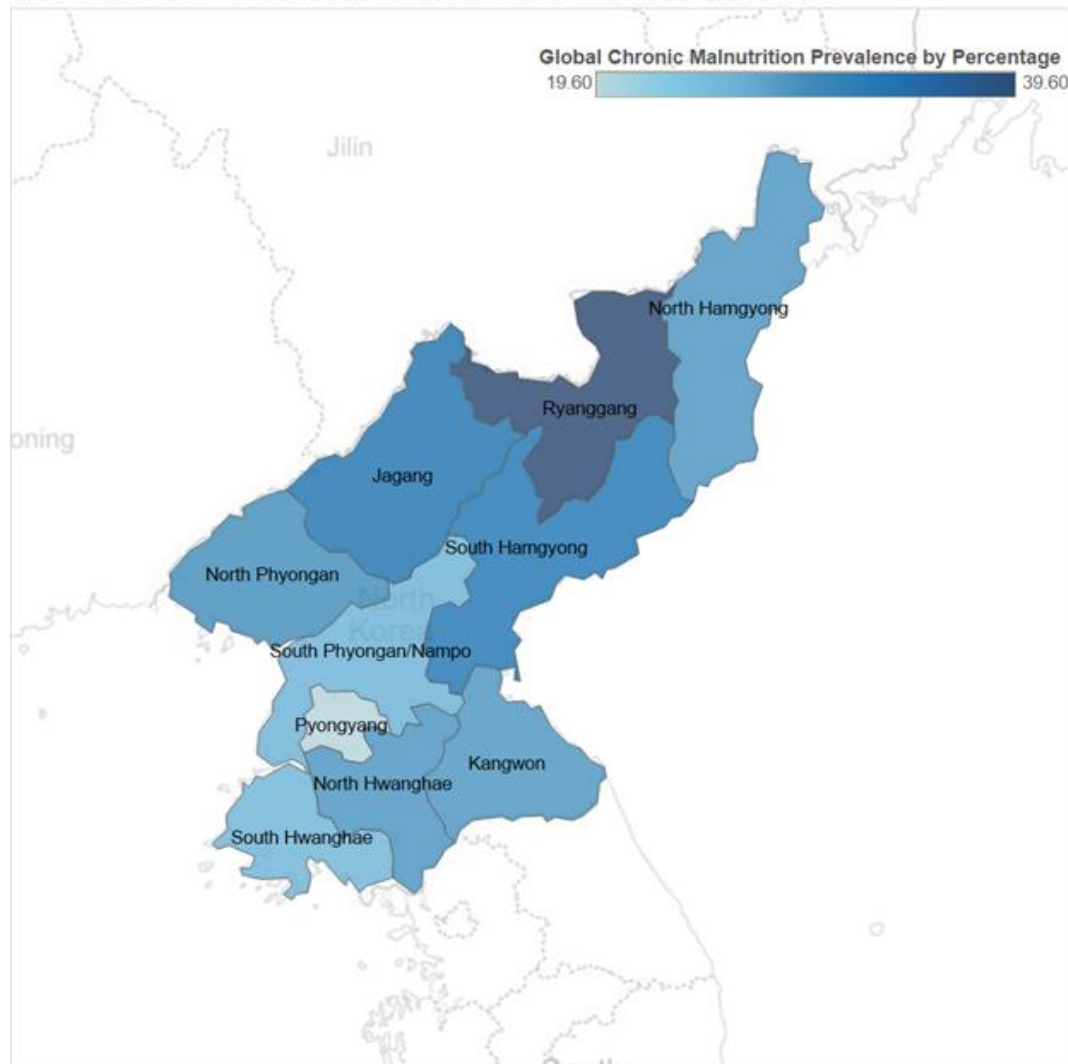 Global Chronic Malnutrition Prevalence by Percentage
19.60 39.60
Jilin
North Hamgyong
Ryanggang
oning
Jagang
South Hamgyong
North Phyongan
North
Korea
South Phyongan/Nampo
Pyongyang
Kangwon
North Hwanghae
South Hwanghae